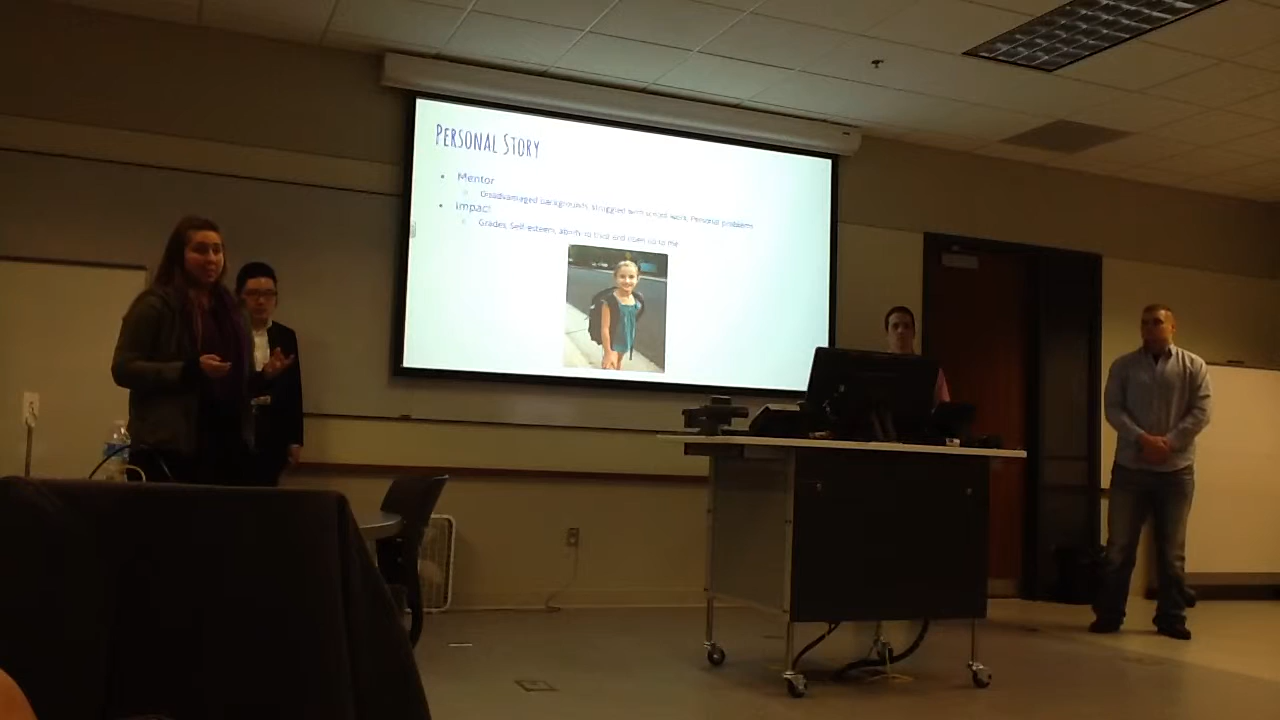 Personal Story
Mentor
Disadvantaged backgrounds, Struggled with school work, Personal problems
Impact
Grades, Self esteem, ability to trust and open up to me